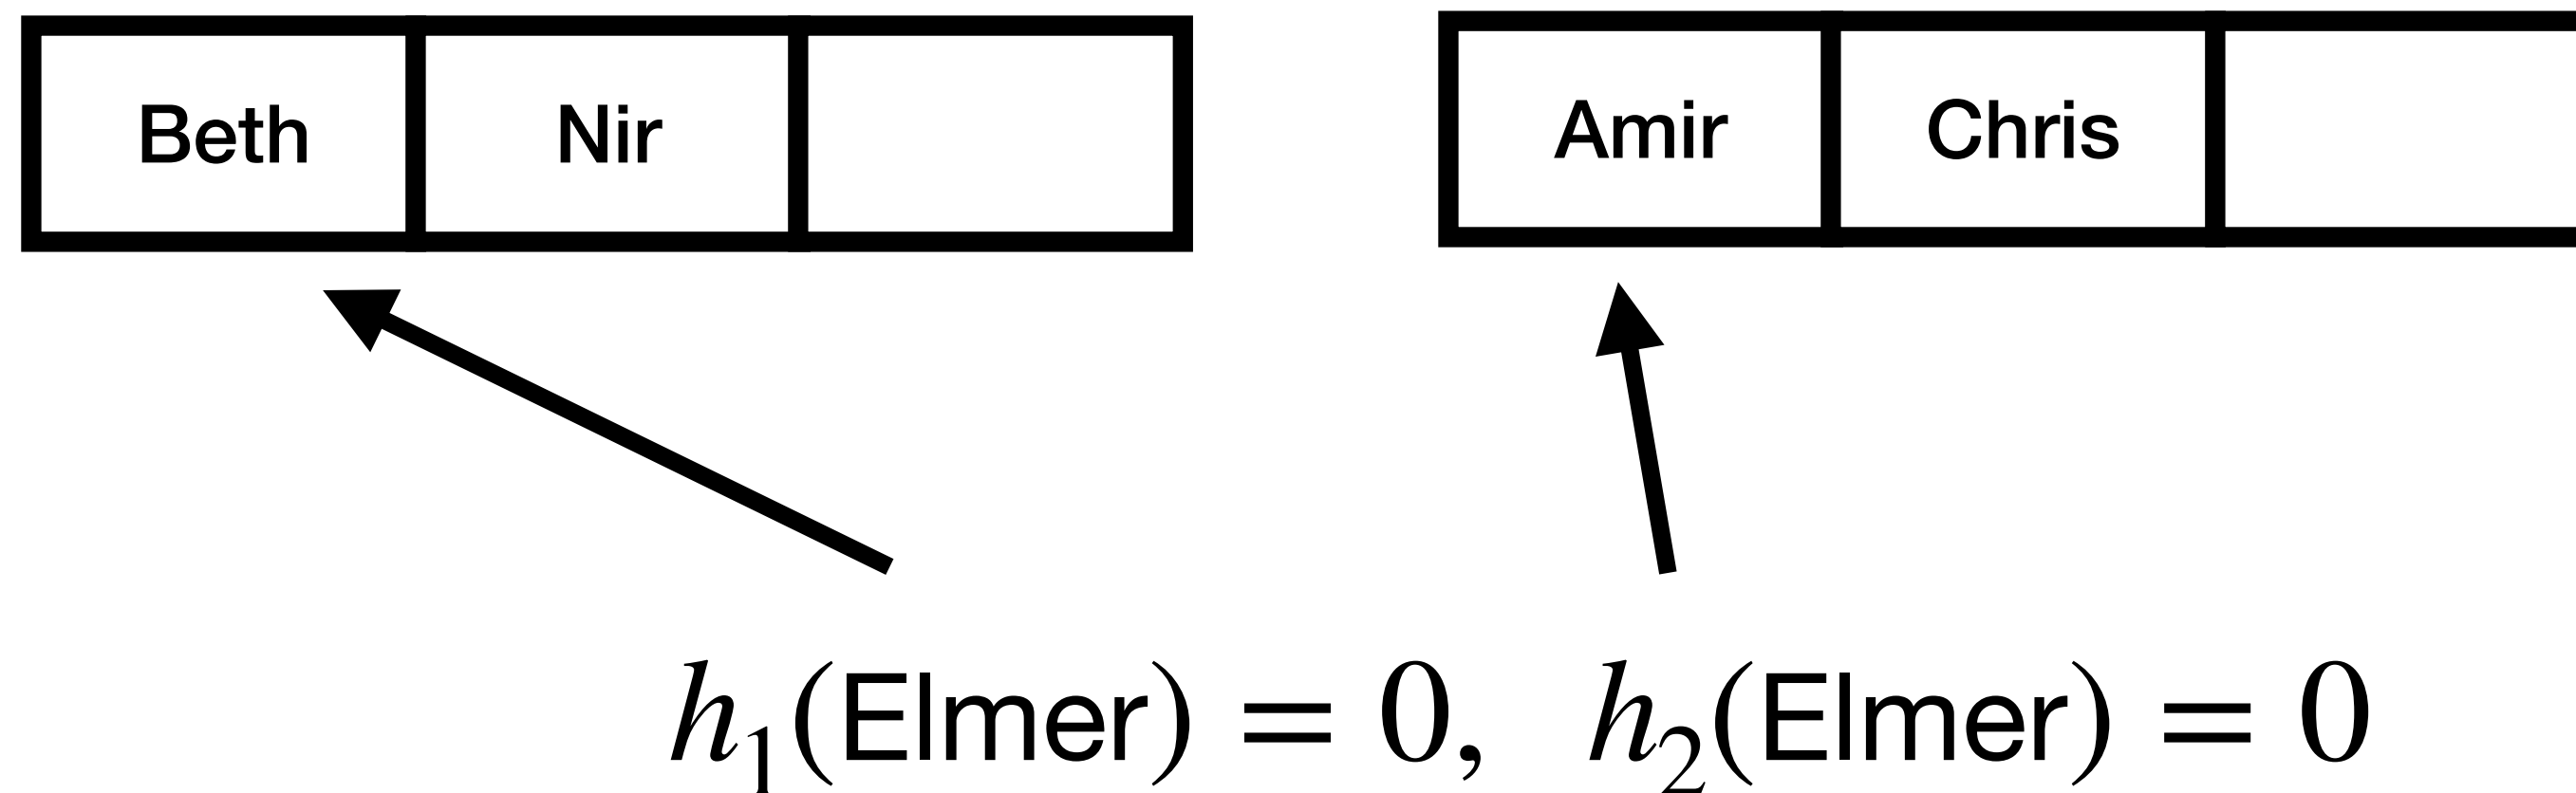 Beth Nir Amir Chris
h₁(Elmer) = 0, h₂(Elmer) = 0